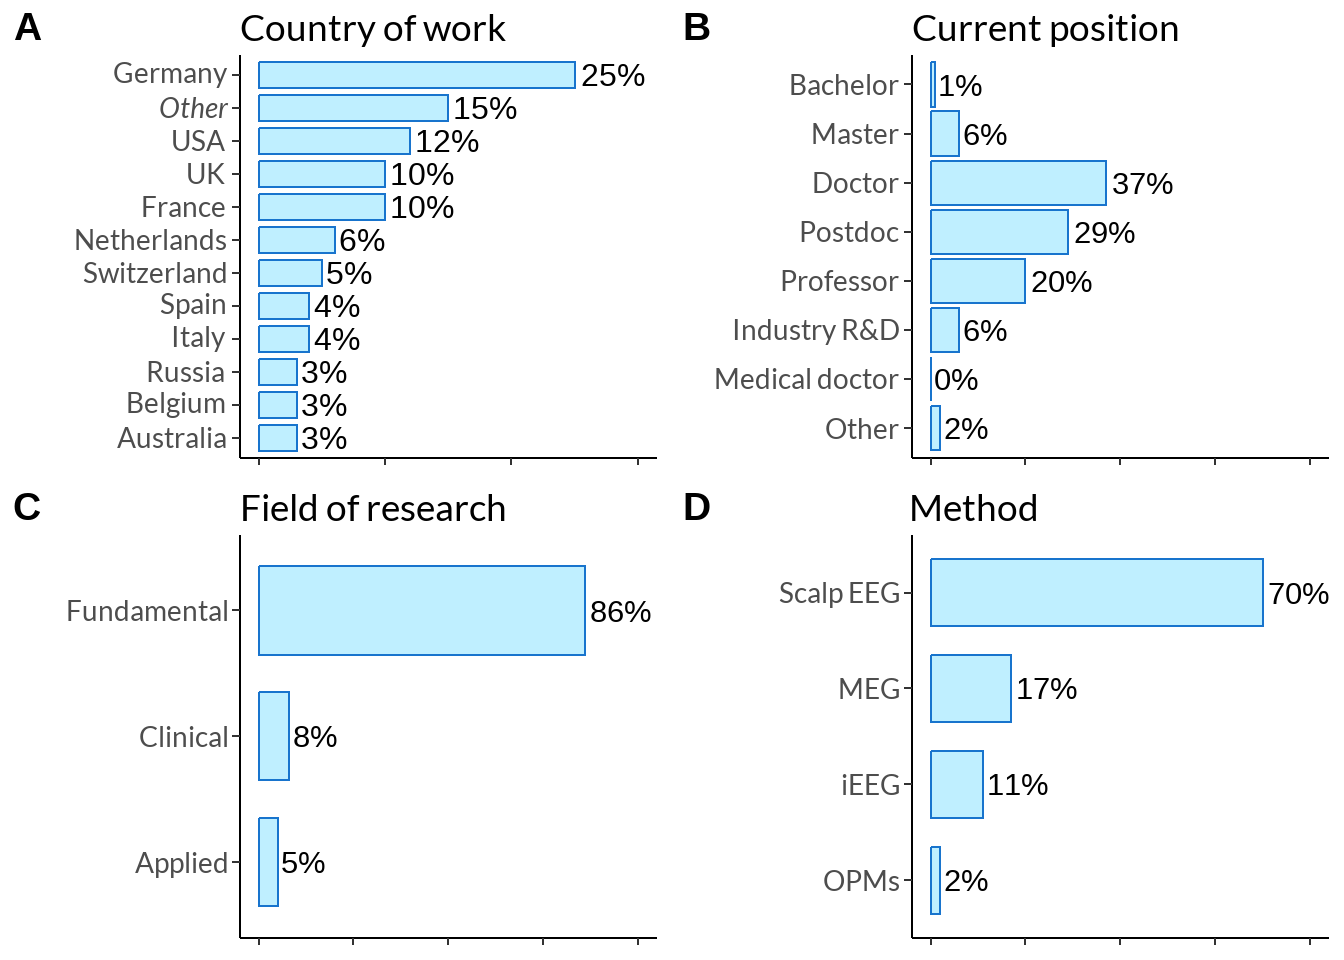 A Country of work
Germany 25%
Other 15%
USA 12%
UK 10%
France 10%
Netherlands 6%
Switzerland 5%
Spain 4%
Italy 4%
Russia 3%
Belgium 3%
Australia 3%
B Current position
Bachelor 1%
Master 6%
Doctor 37%
Postdoc 29%
Professor 20%
Industry R&D 6%
Medical doctor 0%
Other 2%
C Field of research
Fundamental 86%
Clinical 8%
Applied 5%
D Method
Scalp EEG 70%
MEG 17%
iEEG 11%
OPMs 2%